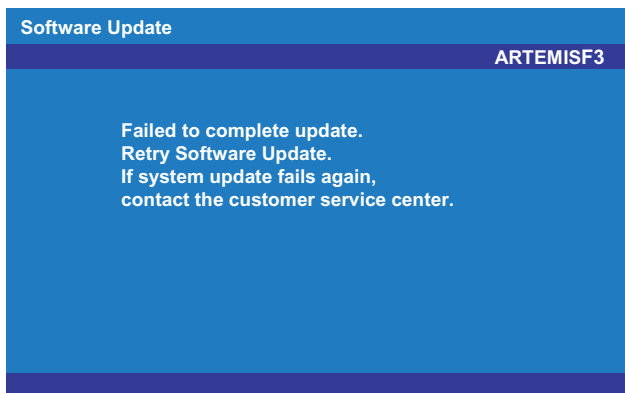 Software Update
ARTEMISF3
Failed to complete update.
Retry Software Update.
If system update fails again,
contact the customer service center.